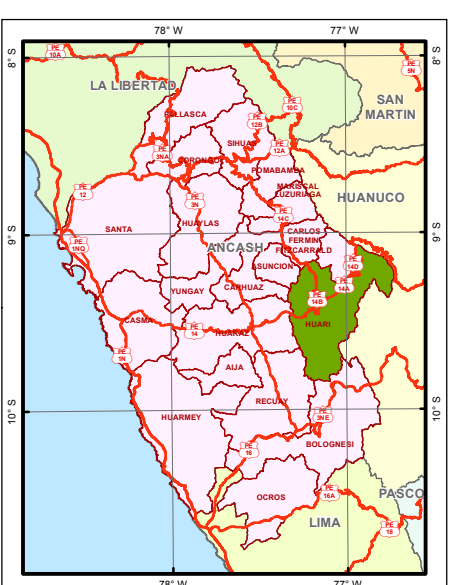 78° W
77° W
8° S
8° S
PE
10A
PE
5N
LA LIBERTAD
SAN
MARTIN
PE
10C
PALLASCA
PE
12B
SIHUAS
PE
3NA
PE
12A
CORONGO
POMABAMBA
PE
12
MARISCAL
LUZURIAGA
HUANUCO
PE
3N
PE
14C
HUAYLAS
SANTA
CARLOS
FERMIN
FITZCARRALD
9° S
9° S
PE
1NQ
ANCASH
ASUNCION
PE
14D
PE
14A
YUNGAY
CARHUAZ
PE
14B
CASMA
PE
14
HUARAZ
HUARI
PE
1N
AIJA
RECUAY
10° S
10° S
HUARMEY
PE
3NE
BOLOGNESI
PE
16
OCROS
PE
16A
PASCO
LIMA
PE
18
78° W
77° W